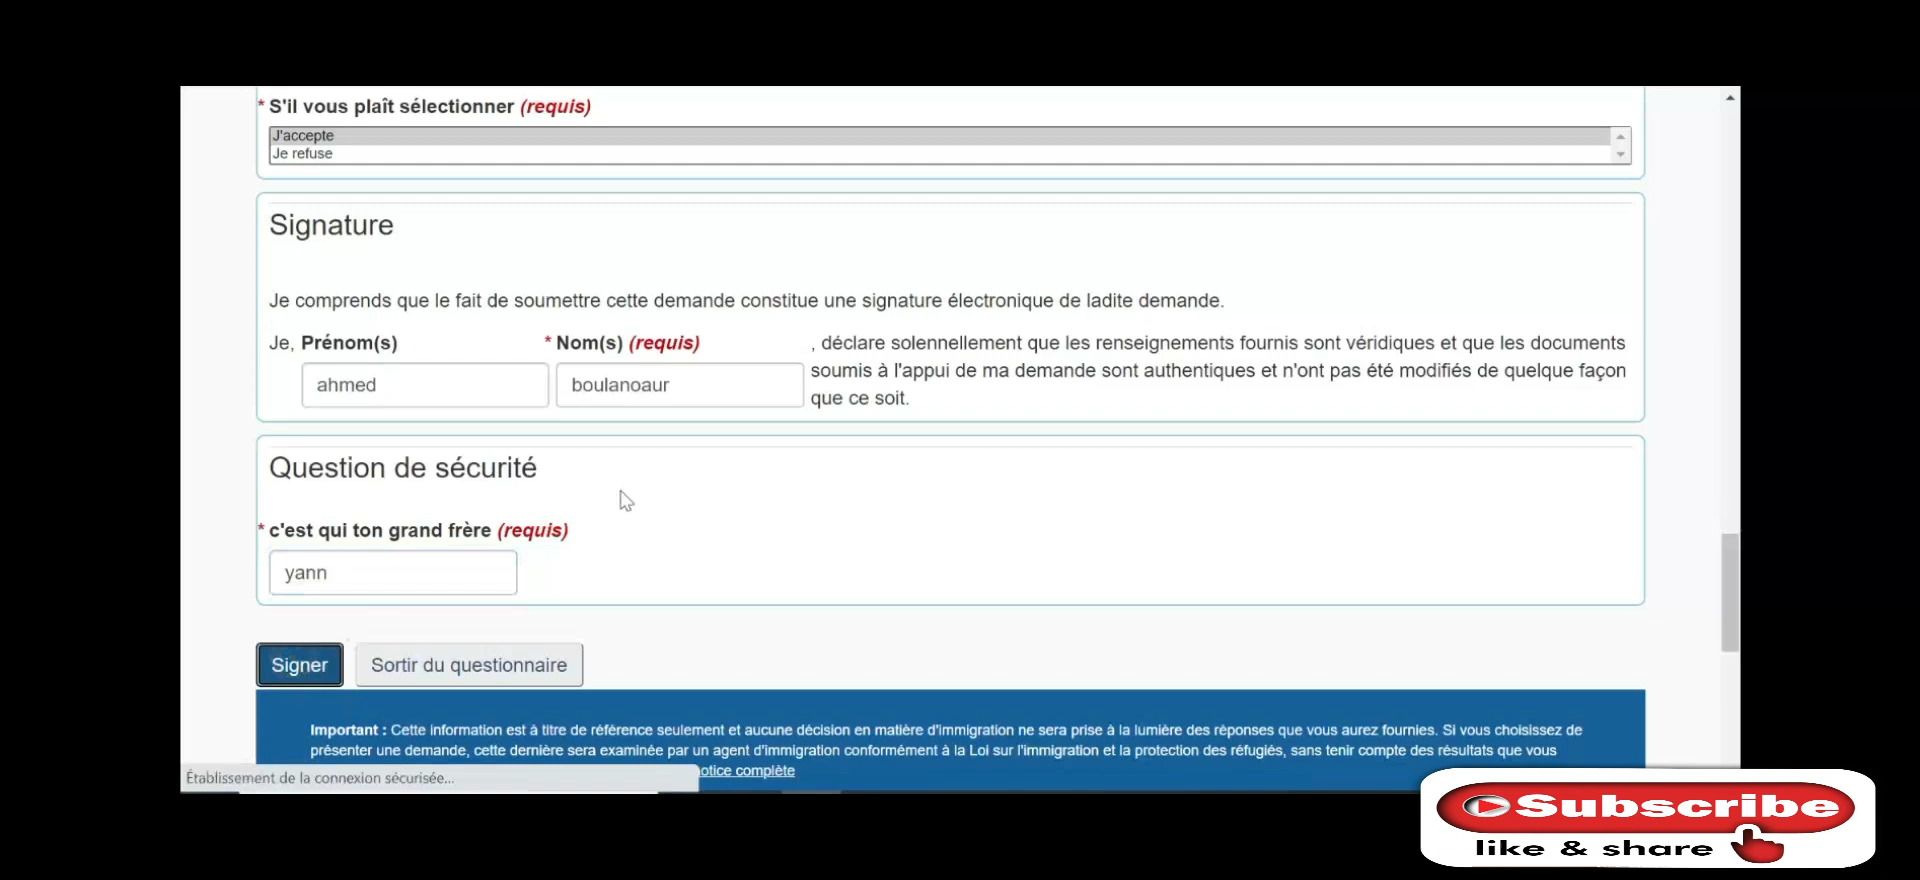 * S'il vous plaît sélectionner (requis)
J'accepte
Je refuse
Signature
Je comprends que le fait de soumettre cette demande constitue une signature électronique de ladite demande.
Je, Prénom(s) * Nom(s) (requis) , déclare solennellement que les renseignements fournis sont véridiques et que les documents
ahmed boulanoaur soumis à l'appui de ma demande sont authentiques et n'ont pas été modifiés de quelque façon
que ce soit.
Question de sécurité
* c'est qui ton grand frère (requis)
yann
Signer Sortir du questionnaire
Important : Cette information est à titre de référence seulement et aucune décision en matière d'immigration ne sera prise à la lumière des réponses que vous aurez fournies. Si vous choisissez de
présenter une demande, cette dernière sera examinée par un agent d'immigration conformément à la Loi sur l'immigration et la protection des réfugiés, sans tenir compte des résultats que vous
notice complète
Établissement de la connexion sécurisée...
Subscribe
like & share